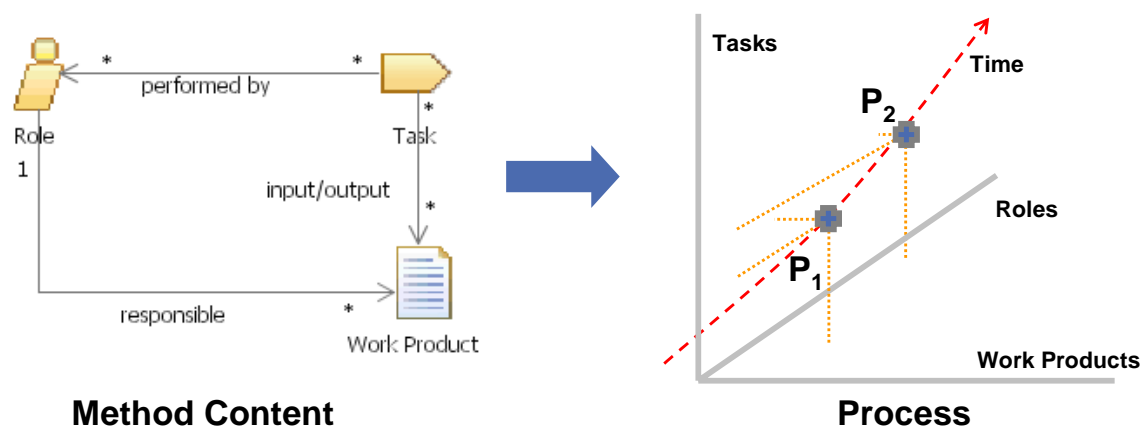 * *
performed by
Role
Task
1
*
input/output
*
responsible
*
Work Product
Method Content
Tasks
Time
P2
Roles
P1
Work Products
Process